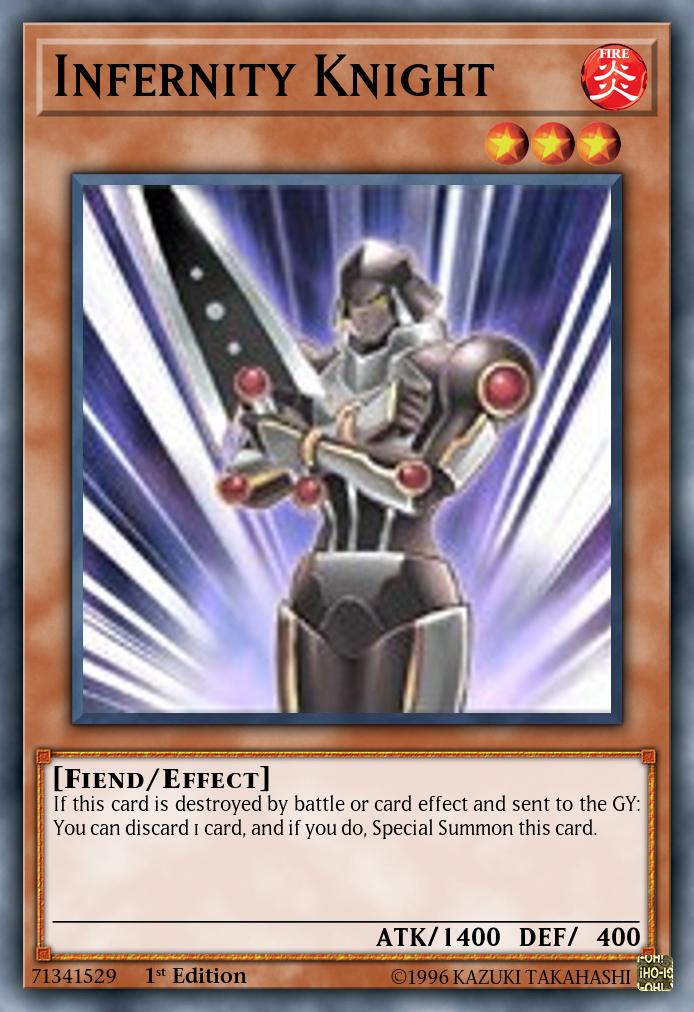 INFERNITY KNIGHT
FIRE
炎
[FIEND/EFFECT]
If this card is destroyed by battle or card effect and sent to the GY:
You can discard 1 card, and if you do, Special Summon this card.
ATK/1400 DEF/ 400
71341529 1st Edition ©1996 KAZUKI TAKAHASHI